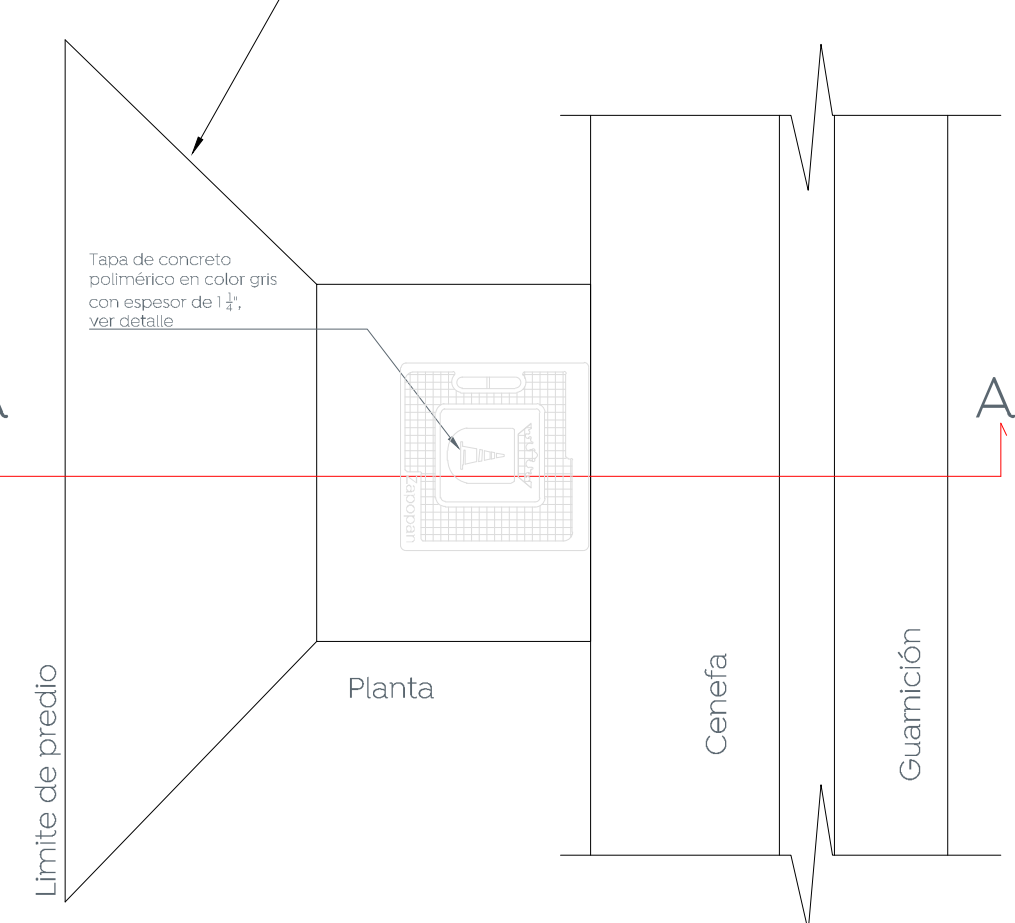 Tapa de concreto
polimérico en color gris
con espesor de 1 1/4",
ver detalle
A
A
Zapopan
Planta
Cenefa
Guarnición
Limite de predio